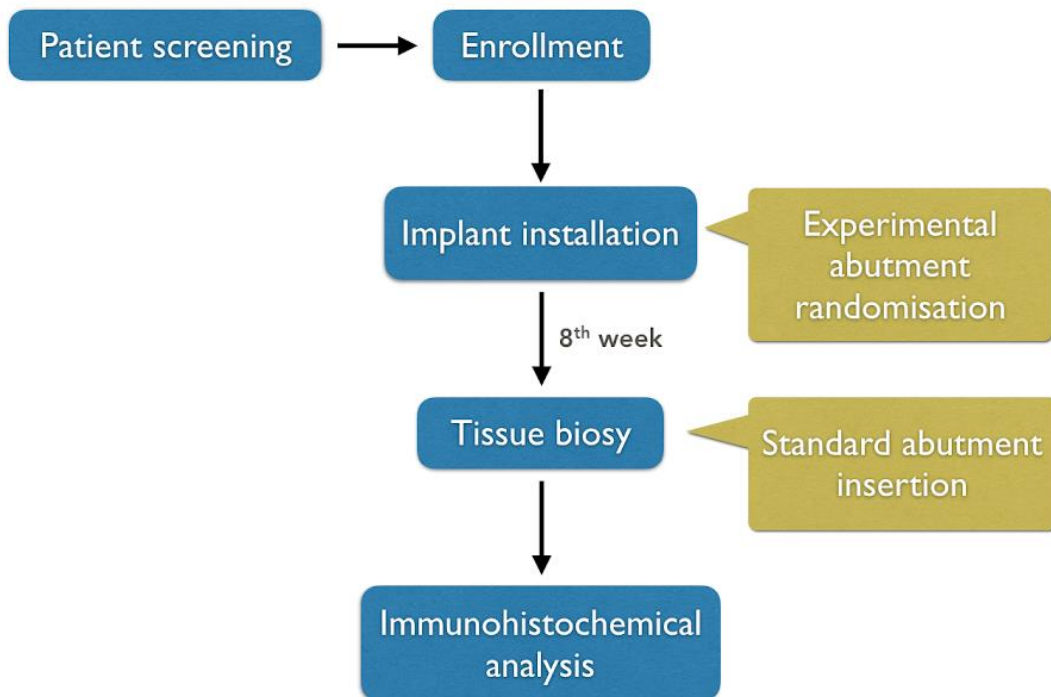 Patient screening
Enrollment
Implant installation
Experimental
abutment
randomisation
8th week
Tissue biosy
Standard abutment
insertion
Immunohistochemical
analysis